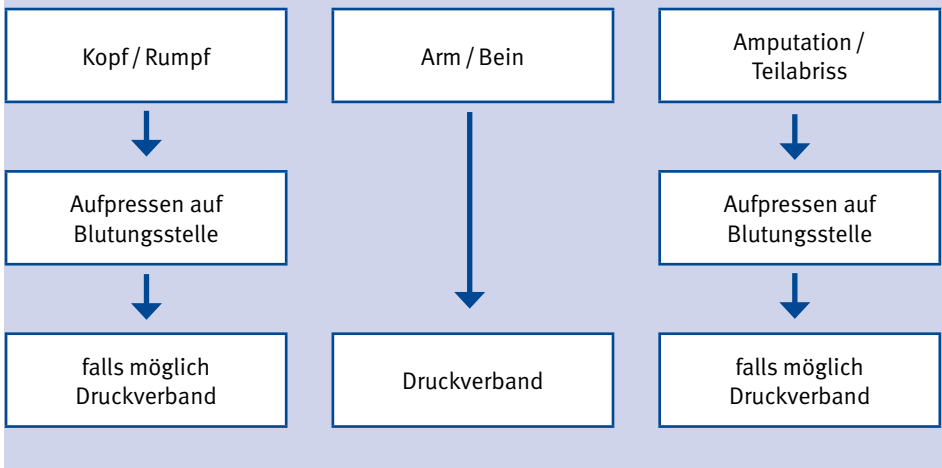 Kopf / Rumpf
Arm / Bein
Amputation /
Teilabriss
Aufpressen auf
Blutungsstelle
Aufpressen auf
Blutungsstelle
falls möglich
Druckverband
Druckverband
falls möglich
Druckverband